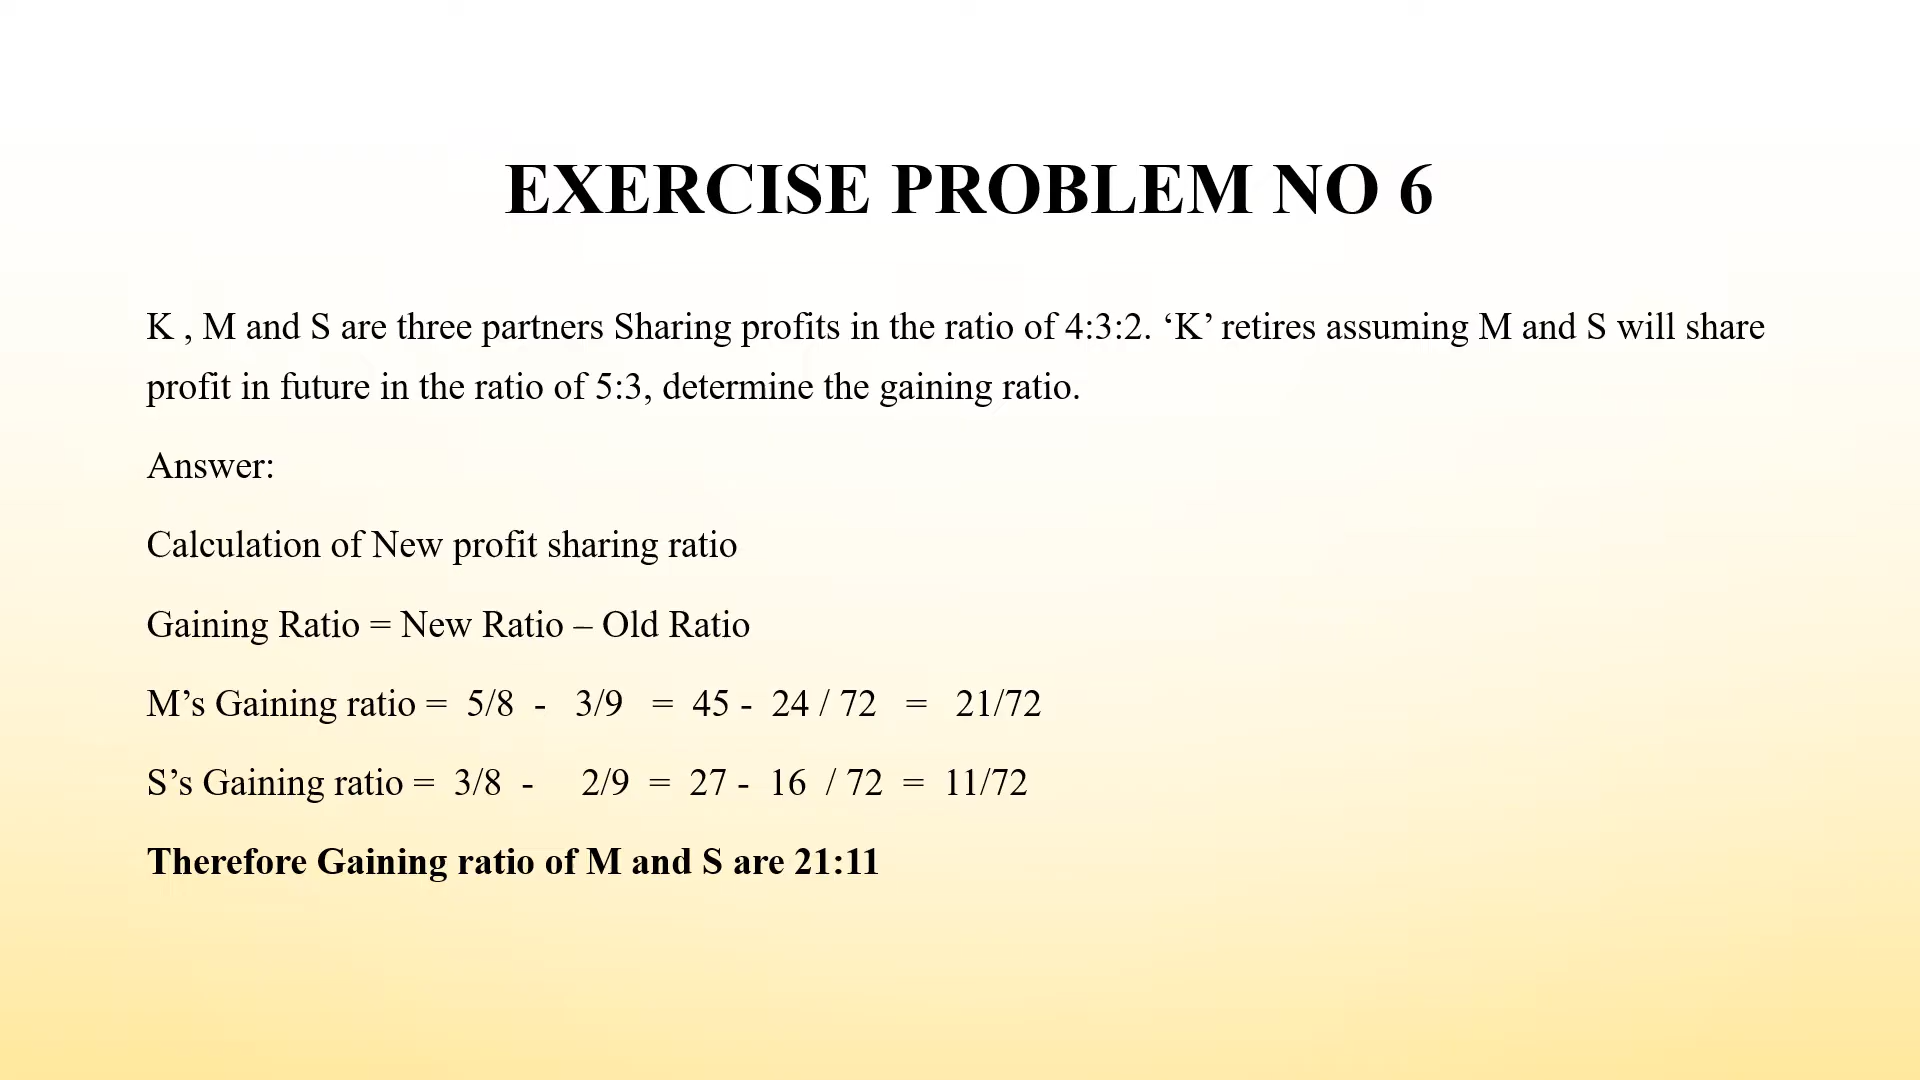 EXERCISE PROBLEM NO 6
K , M and S are three partners Sharing profits in the ratio of 4:3:2. ‘K’ retires assuming M and S will share
profit in future in the ratio of 5:3, determine the gaining ratio.
Answer:
Calculation of New profit sharing ratio
Gaining Ratio = New Ratio – Old Ratio
M’s Gaining ratio = 5/8 - 3/9 = 45 - 24 / 72 = 21/72
S’s Gaining ratio = 3/8 - 2/9 = 27 - 16 / 72 = 11/72
Therefore Gaining ratio of M and S are 21:11